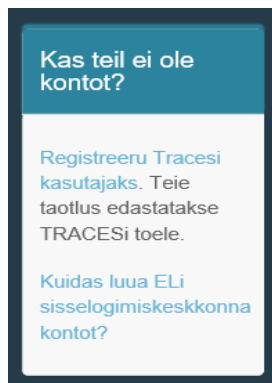 Kas teil ei ole
kontot?
Registreeru Tracesi
kasutajaks. Teie
taotlus edastatakse
TRACESi toele.
Kuidas luua ELi
sisselogimiskeskkonna
kontot?